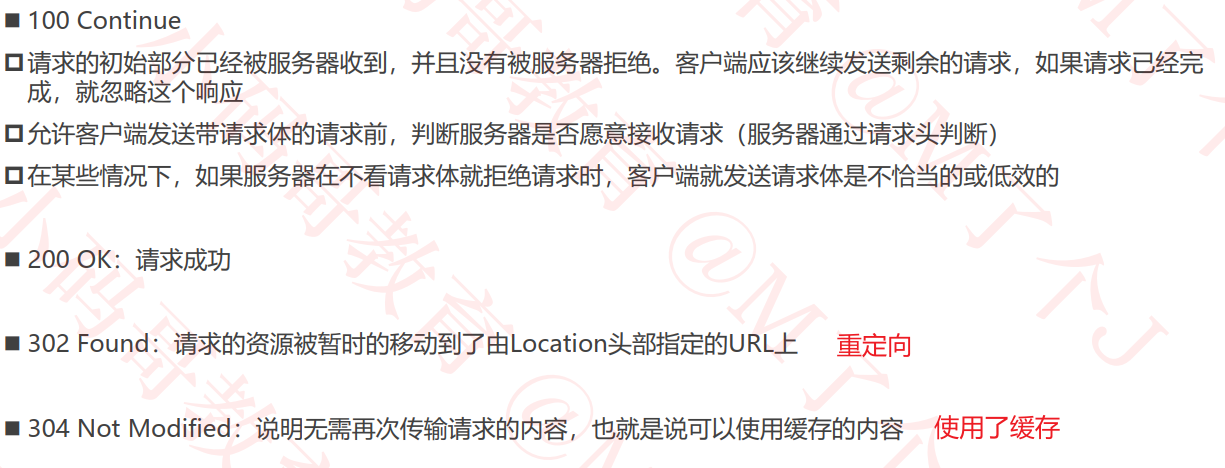 100 Continue
请求的初始部分已经被服务器收到，并且没有被服务器拒绝。客户端应该继续发送剩余的请求，如果请求已经完
成，就忽略这个响应
允许客户端发送带请求体的请求前，判断服务器是否愿意接收请求（服务器通过请求头判断）
在某些情况下，如果服务器在不看请求体就拒绝请求时，客户端就发送请求体是不恰当的或低效的
200 OK：请求成功
302 Found：请求的资源被暂时的移动到了由Location头部指定的URL上 重定向
304 Not Modified：说明无需再次传输请求的内容，也就是说可以使用缓存的内容 使用了缓存
小码哥教育 @M了个J